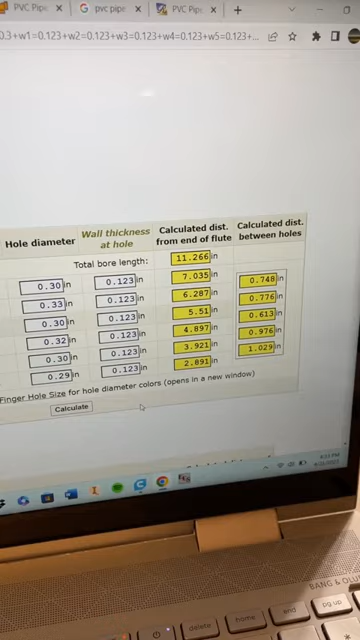 PVC Pipe
pvc pipe
PVC Pip
0.3+w1=0.123+w2=0.123+w3=0.123+w4=0.123+w5=0.123+...
Hole diameter
Wall thickness at hole
Calculated dist. from end of flute
Calculated dist. between holes
Total bore length: 11.266 in
0.30 in 0.123 in 7.035 in
0.748 in
0.33 in 0.123 in 6.287 in
0.776 in
0.30 in 0.123 in 5.51 in
0.613 in
0.32 in 0.123 in 4.897 in
0.976 in
0.30 in 0.123 in 3.921 in
1.029 in
0.29 in 0.123 in 2.891 in
Finger Hole Size for hole diameter colors (opens in a new window)
Calculate
BANG & OLU
delete
home
end
pg up